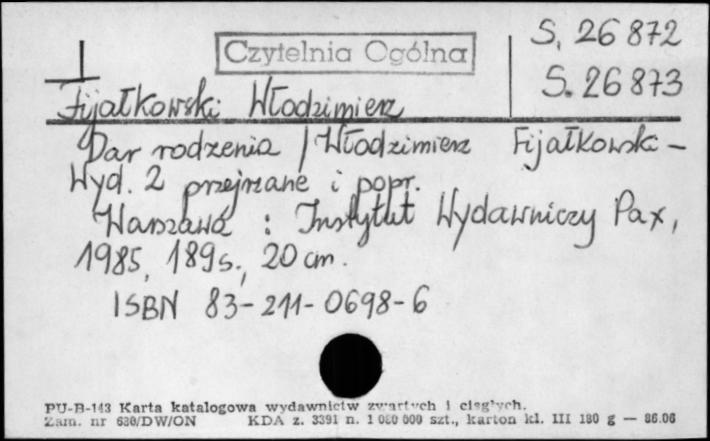 Czytelnia Ogólna
S. 26 872
S. 26 873
I
Fijałkowski Włodzimierz
Dar rodzenia / Włodzimierz Fijałkowski –
Wyd. 2 przejrzane i popr.
Warszawa : Instytut Wydawniczy Pax,
1985, 189 s., 20 cm.
ISBN 83-211-0698-6
PU-B-143 Karta katalogowa wydawnictw zwartych i ciągłych.
Zam. nr 630/DW/ON KDA z. 3391 n. 1 080 000 szt., karton kl. III 180 g — 86.06